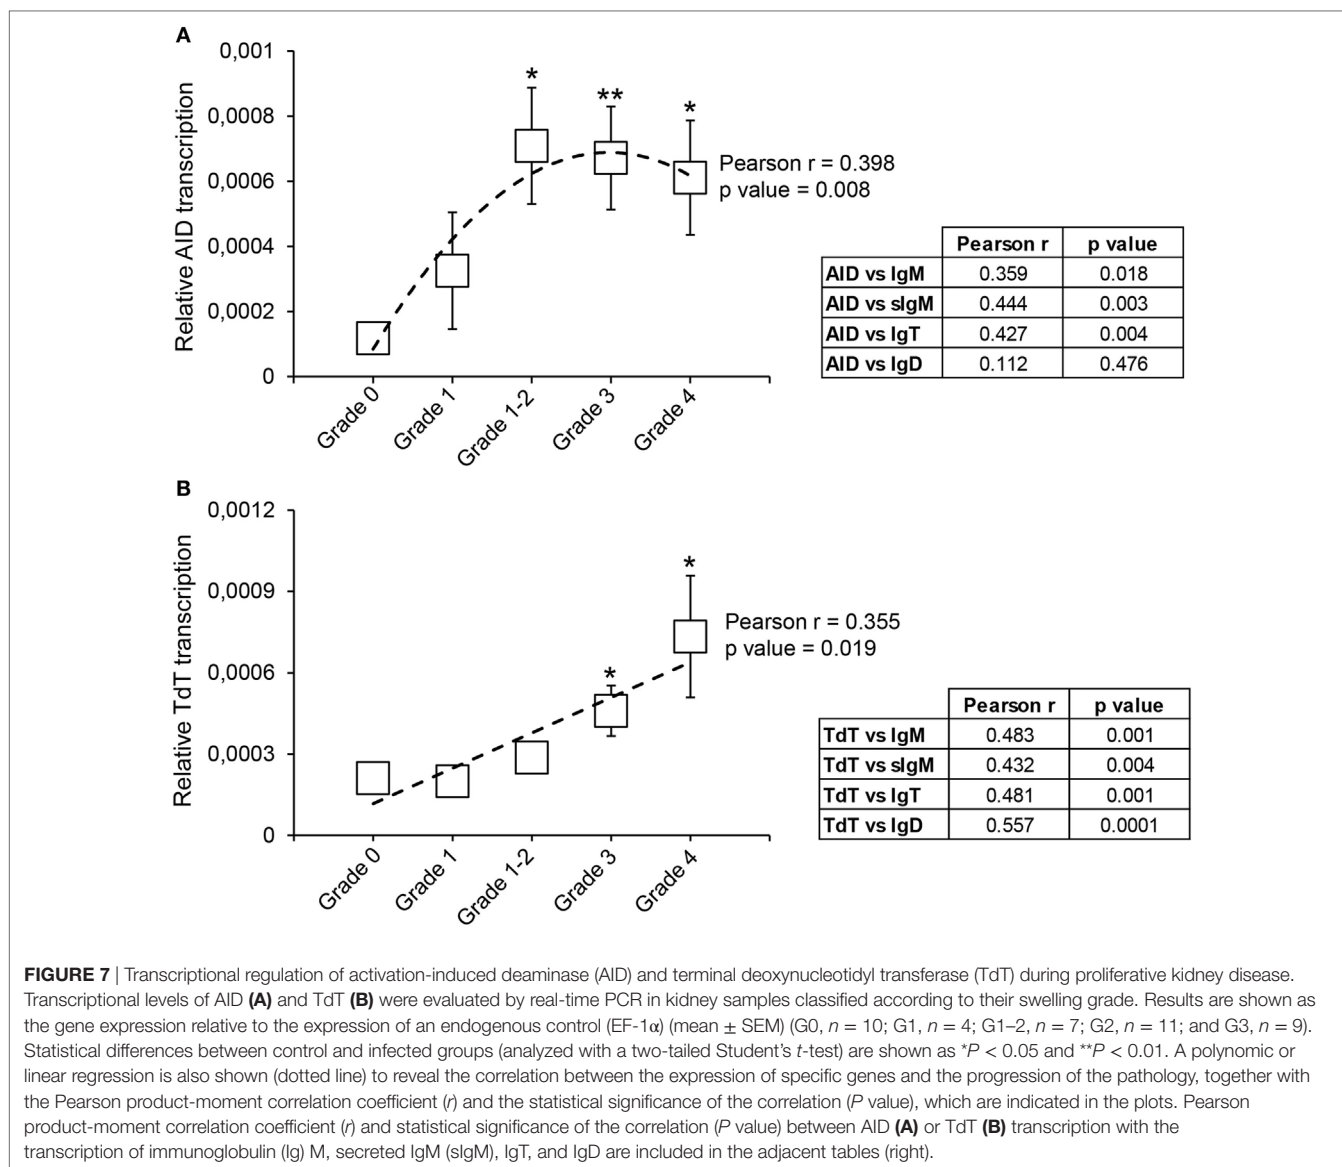 A
0,001
0,0008
0,0006
0,0004
0,0002
0
Relative AID transcription
*
**
*
Pearson r = 0.398
p value = 0.008
Grade 0
Grade 1
Grade 1-2
Grade 3
Grade 4
Pearson r p value
AID vs IgM 0.359 0.018
AID vs sIgM 0.444 0.003
AID vs IgT 0.427 0.004
AID vs IgD 0.112 0.476
B
0,0012
0,0009
0,0006
0,0003
0
Relative TdT transcription
*
*
Pearson r = 0.355
p value = 0.019
Grade 0
Grade 1
Grade 1-2
Grade 3
Grade 4
Pearson r p value
TdT vs IgM 0.483 0.001
TdT vs sIgM 0.432 0.004
TdT vs IgT 0.481 0.001
TdT vs IgD 0.557 0.0001
FIGURE 7 | Transcriptional regulation of activation-induced deaminase (AID) and terminal deoxynucleotidyl transferase (TdT) during proliferative kidney disease.
Transcriptional levels of AID (A) and TdT (B) were evaluated by real-time PCR in kidney samples classified according to their swelling grade. Results are shown as
the gene expression relative to the expression of an endogenous control (EF-1α) (mean ± SEM) (G0, n = 10; G1, n = 4; G1–2, n = 7; G2, n = 11; and G3, n = 9).
Statistical differences between control and infected groups (analyzed with a two-tailed Student's t-test) are shown as *P < 0.05 and **P < 0.01. A polynomic or
linear regression is also shown (dotted line) to reveal the correlation between the expression of specific genes and the progression of the pathology, together with
the Pearson product-moment correlation coefficient (r) and the statistical significance of the correlation (P value), which are indicated in the plots. Pearson
product-moment correlation coefficient (r) and statistical significance of the correlation (P value) between AID (A) or TdT (B) transcription with the
transcription of immunoglobulin (Ig) M, secreted IgM (sIgM), IgT, and IgD are included in the adjacent tables (right).